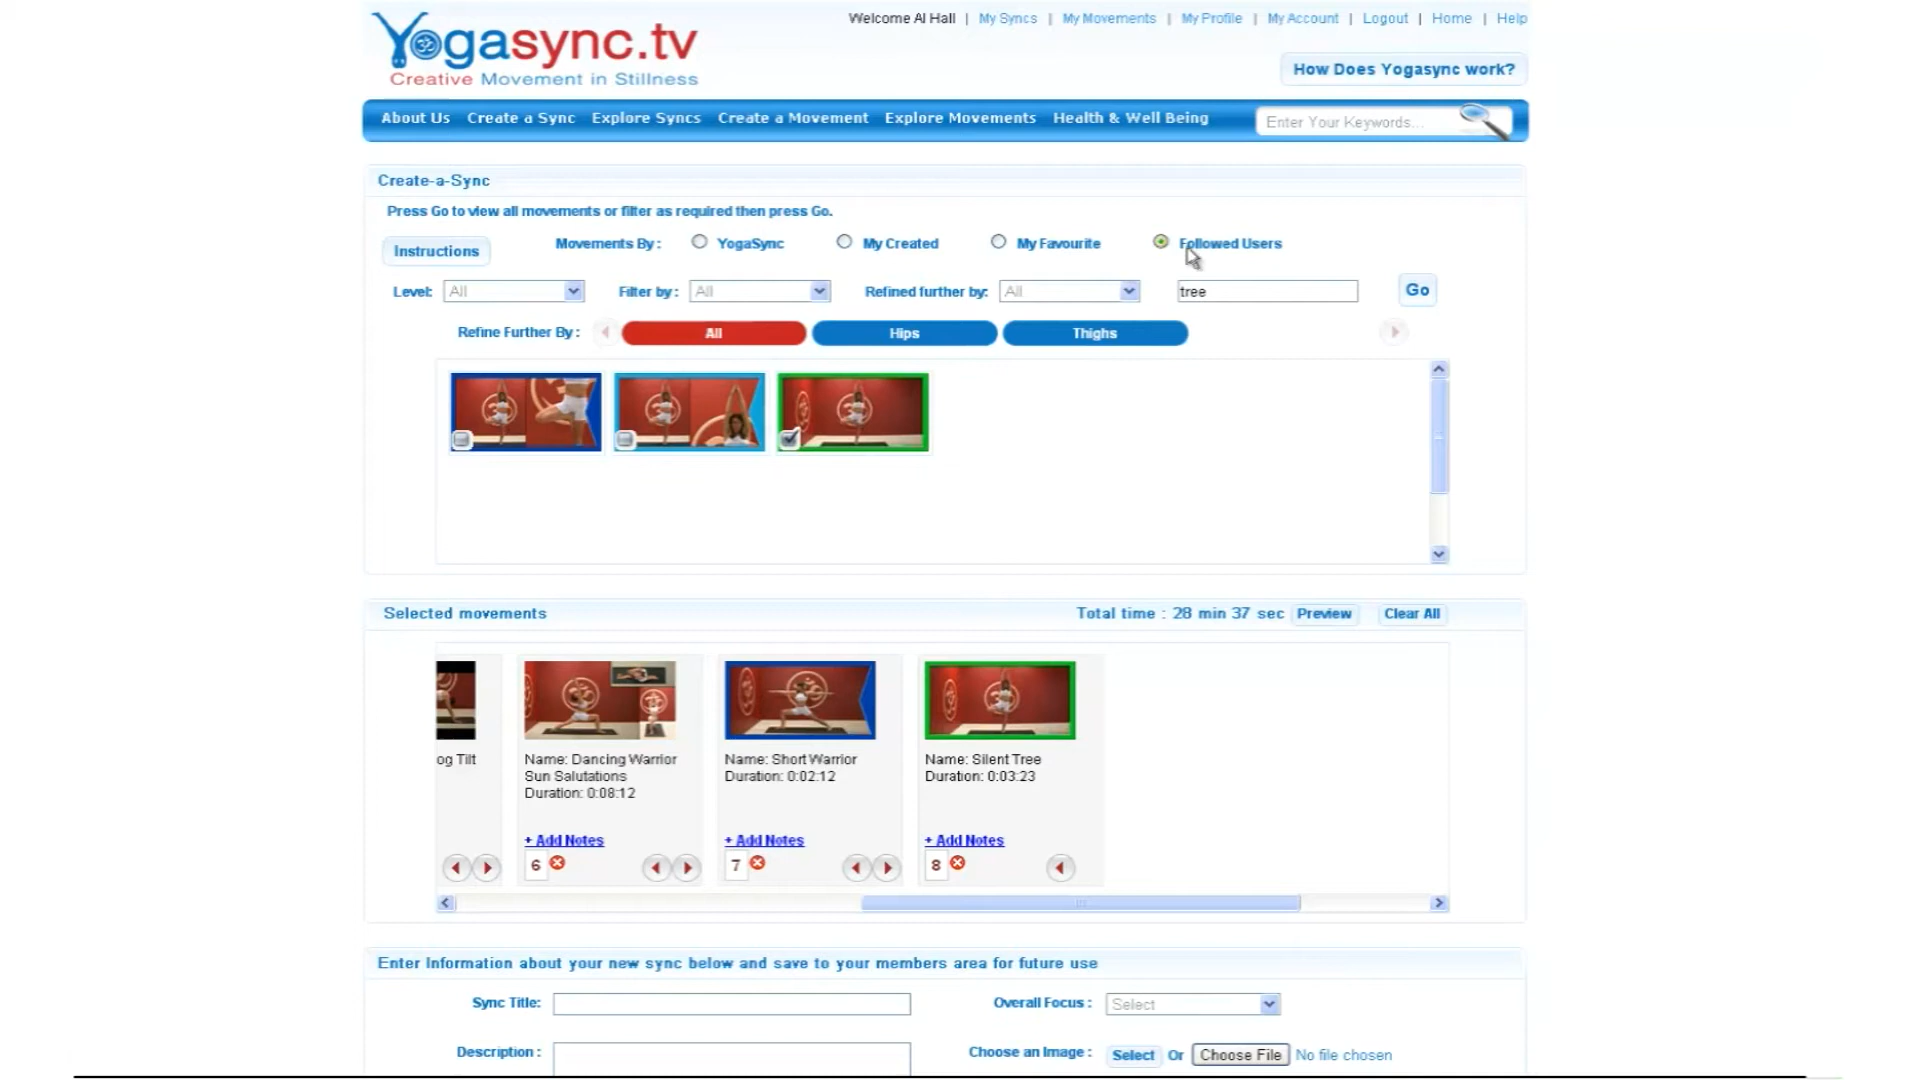 Yogasync.tv
Creative Movement in Stillness
Welcome Al Hall | My Syncs | My Movements | My Profile | My Account | Logout | Home | Help
How Does Yogasync work?
About Us Create a Sync Explore Syncs Create a Movement Explore Movements Health & Well Being
Enter Your Keywords...
Create-a-Sync
Press Go to view all movements or filter as required then press Go.
Instructions Movements By : YogaSync My Created My Favourite Followed Users
Level: All Filter by : All Refined further by: All tree Go
Refine Further By : All Hips Thighs
Selected movements Total time : 28 min 37 sec Preview Clear All
og Tilt Name: Dancing Warrior Name: Short Warrior Name: Silent Tree
Sun Salutations Duration: 0:02:12 Duration: 0:03:23
Duration: 0:08:12
+ Add Notes + Add Notes + Add Notes
6 7 8
Enter Information about your new sync below and save to your members area for future use
Sync Title: Overall Focus : Select
Description : Choose an Image : Select Or Choose File No file chosen